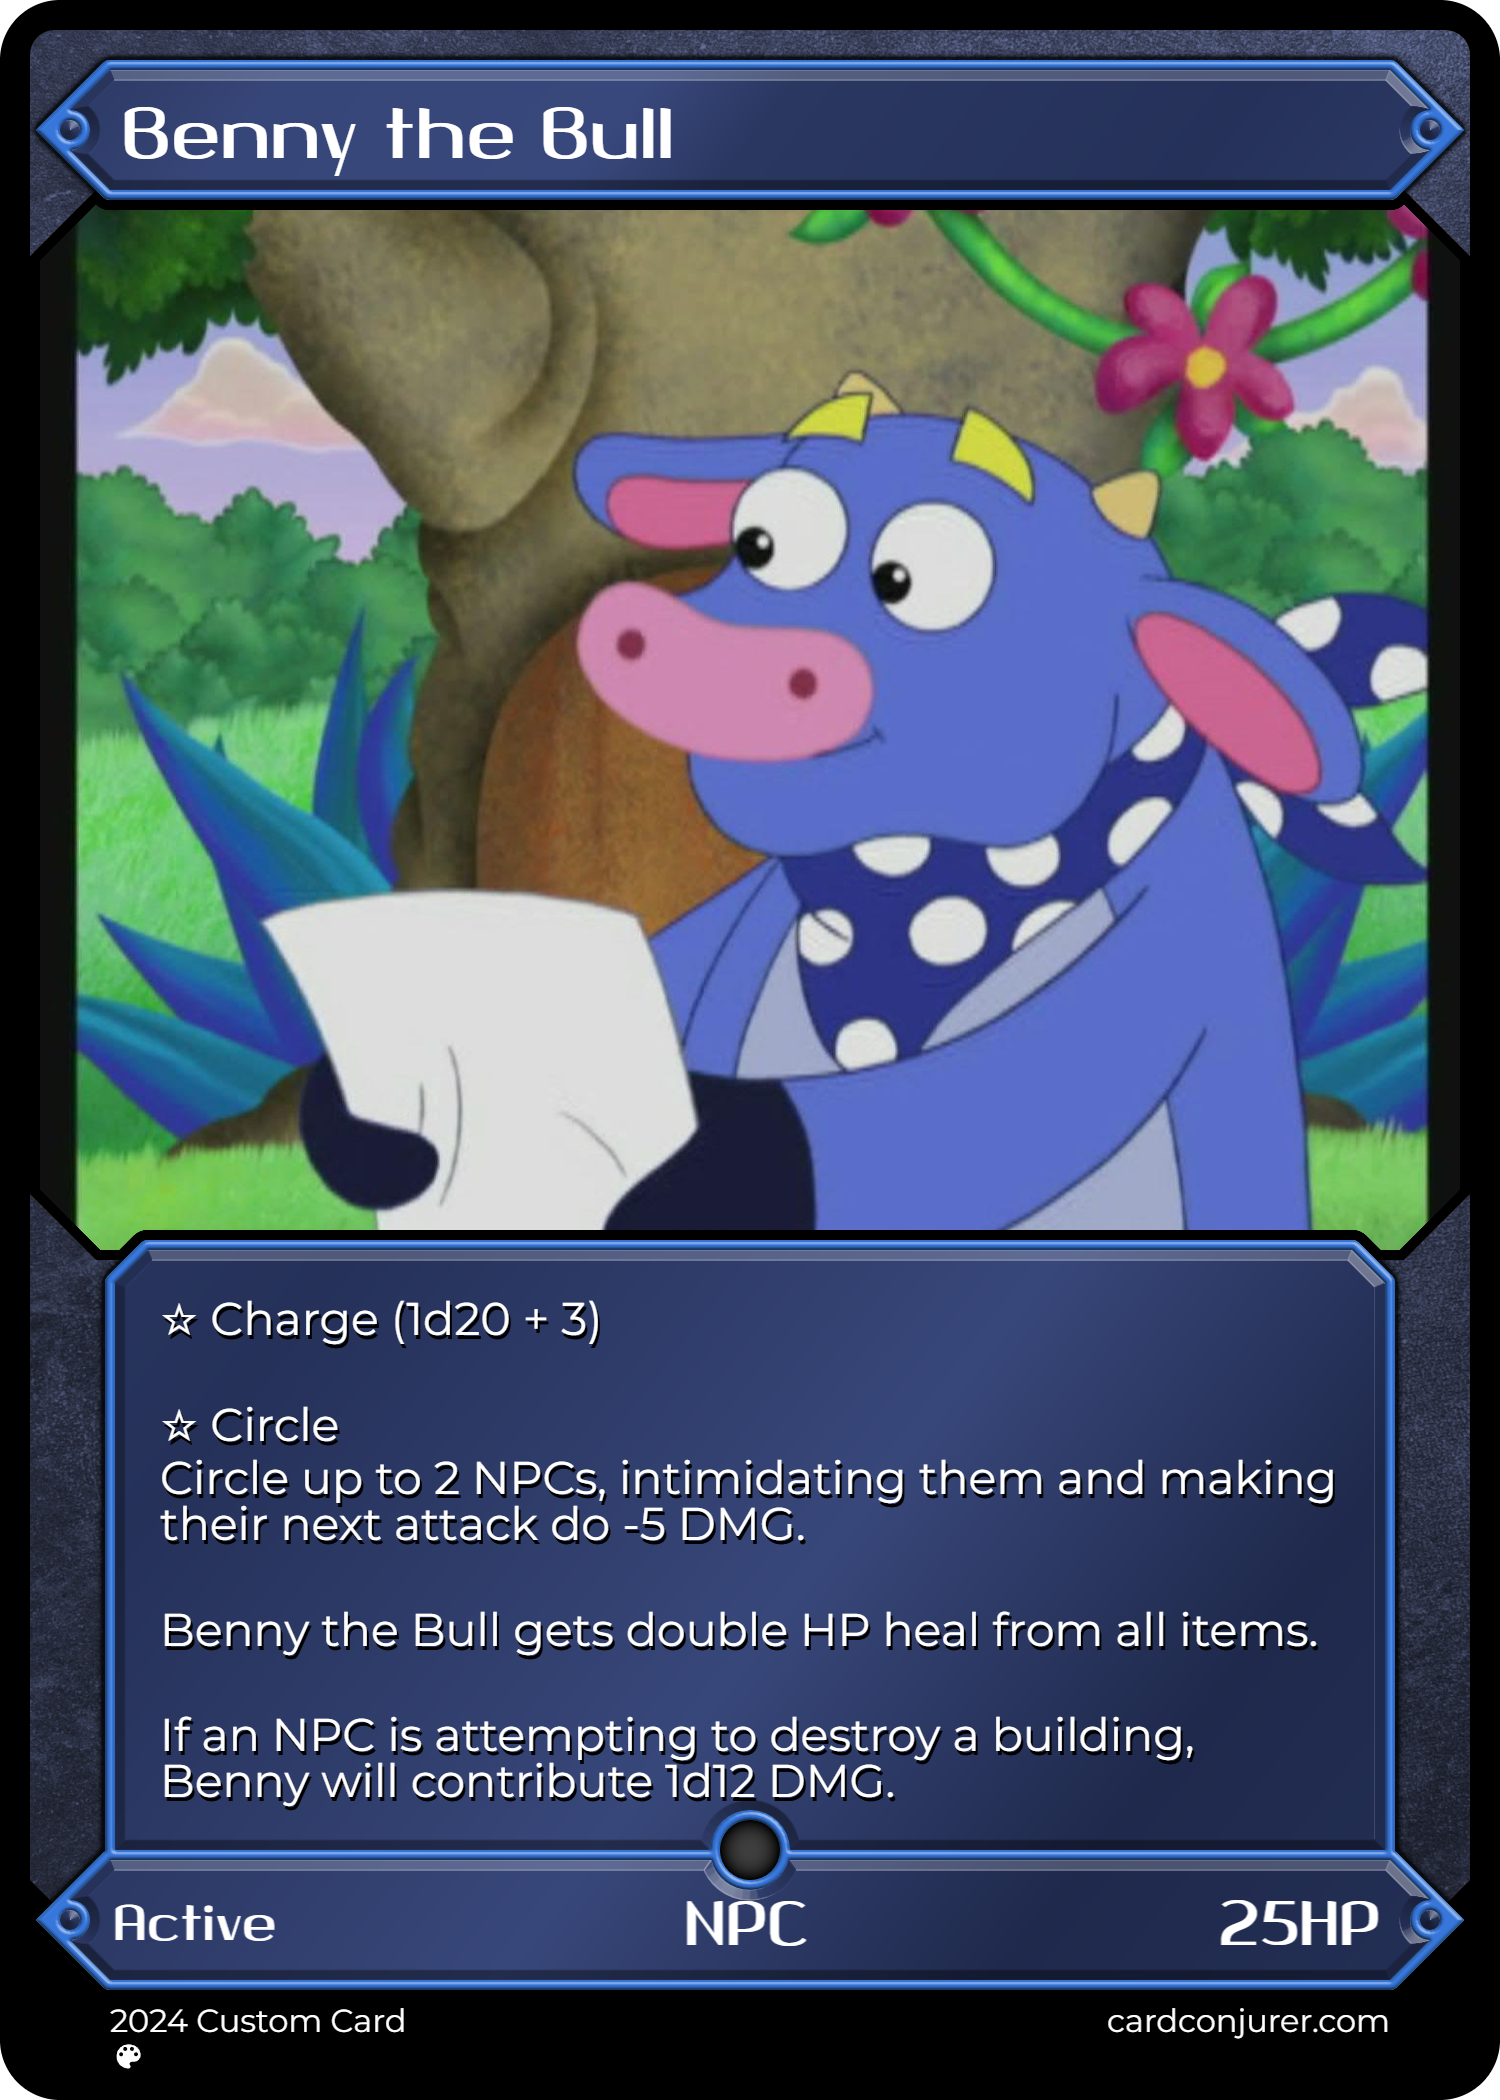 Benny the Bull
☆ Charge (1d20 + 3)
☆ Circle
Circle up to 2 NPCs, intimidating them and making
their next attack do -5 DMG.
Benny the Bull gets double HP heal from all items.
If an NPC is attempting to destroy a building,
Benny will contribute 1d12 DMG.
Active
NPC
25HP
2024 Custom Card
cardconjurer.com